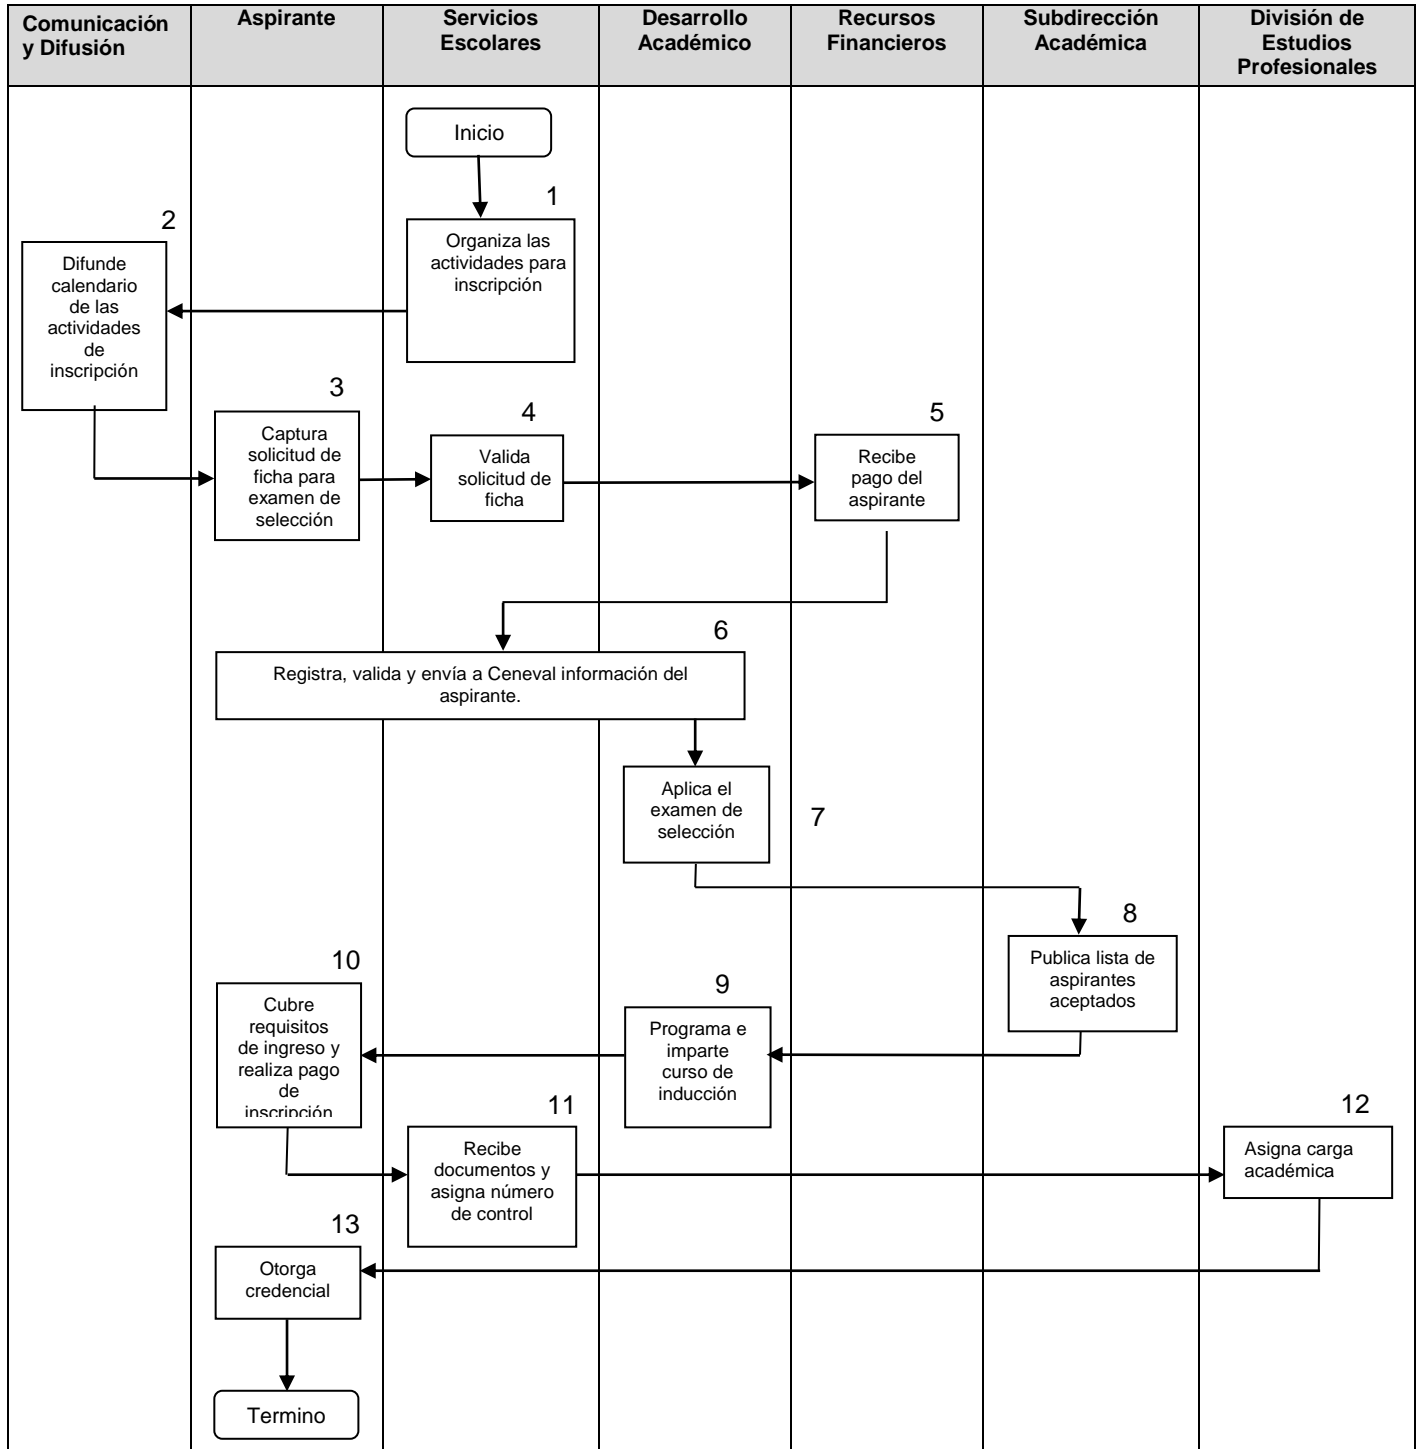 Comunicación
y Difusión
Aspirante
Servicios
Escolares
Desarrollo
Académico
Recursos
Financieros
Subdirección
Académica
División de
Estudios
Profesionales
Inicio
1
Organiza las
actividades para
inscripción
2
Difunde
calendario
de las
actividades
de
inscripción
3
Captura
solicitud de
ficha para
examen de
selección
4
Valida
solicitud de
ficha
5
Recibe
pago del
aspirante
6
Registra, valida y envía a Ceneval información del
aspirante.
Aplica el
examen de
selección
7
8
Publica lista de
aspirantes
aceptados
9
Programa e
imparte
curso de
inducción
10
Cubre
requisitos
de ingreso y
realiza pago
de
inscripción
11
Recibe
documentos y
asigna número
de control
12
Asigna carga
académica
13
Otorga
credencial
Termino